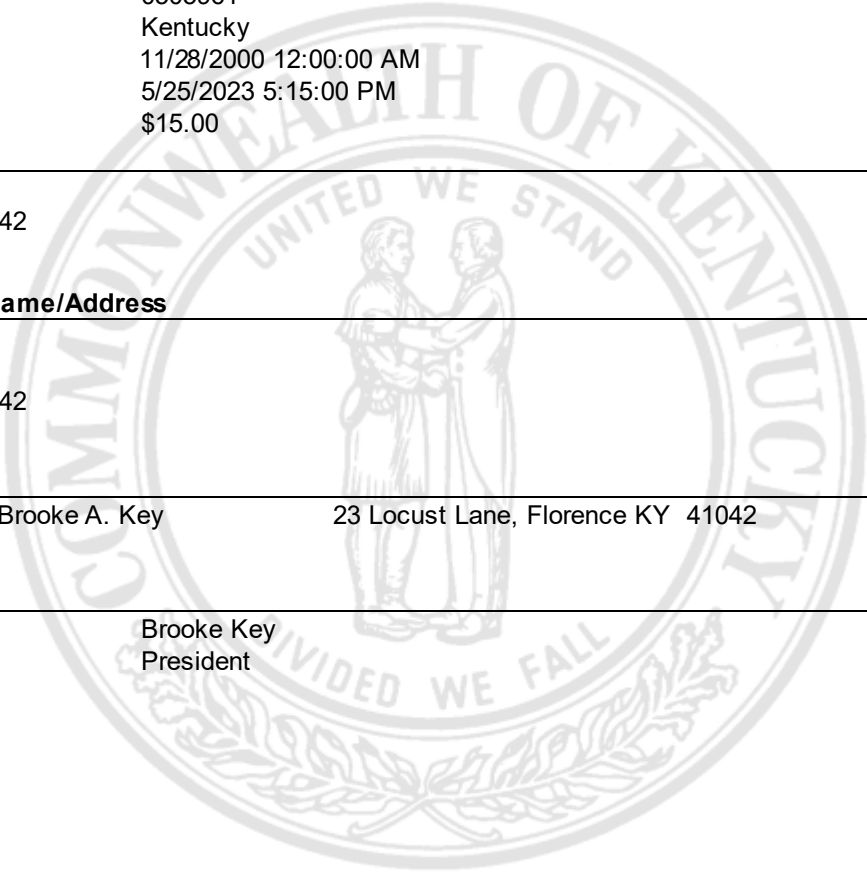 Kentucky
11/28/2000 12:00:00 AM
5/25/2023 5:15:00 PM
$15.00
42
ame/Address
42
Brooke A. Key 23 Locust Lane, Florence KY 41042
Brooke Key
President
COMMONWEALTH OF KENTUCKY
UNITED WE STAND
DIVIDED WE FALL